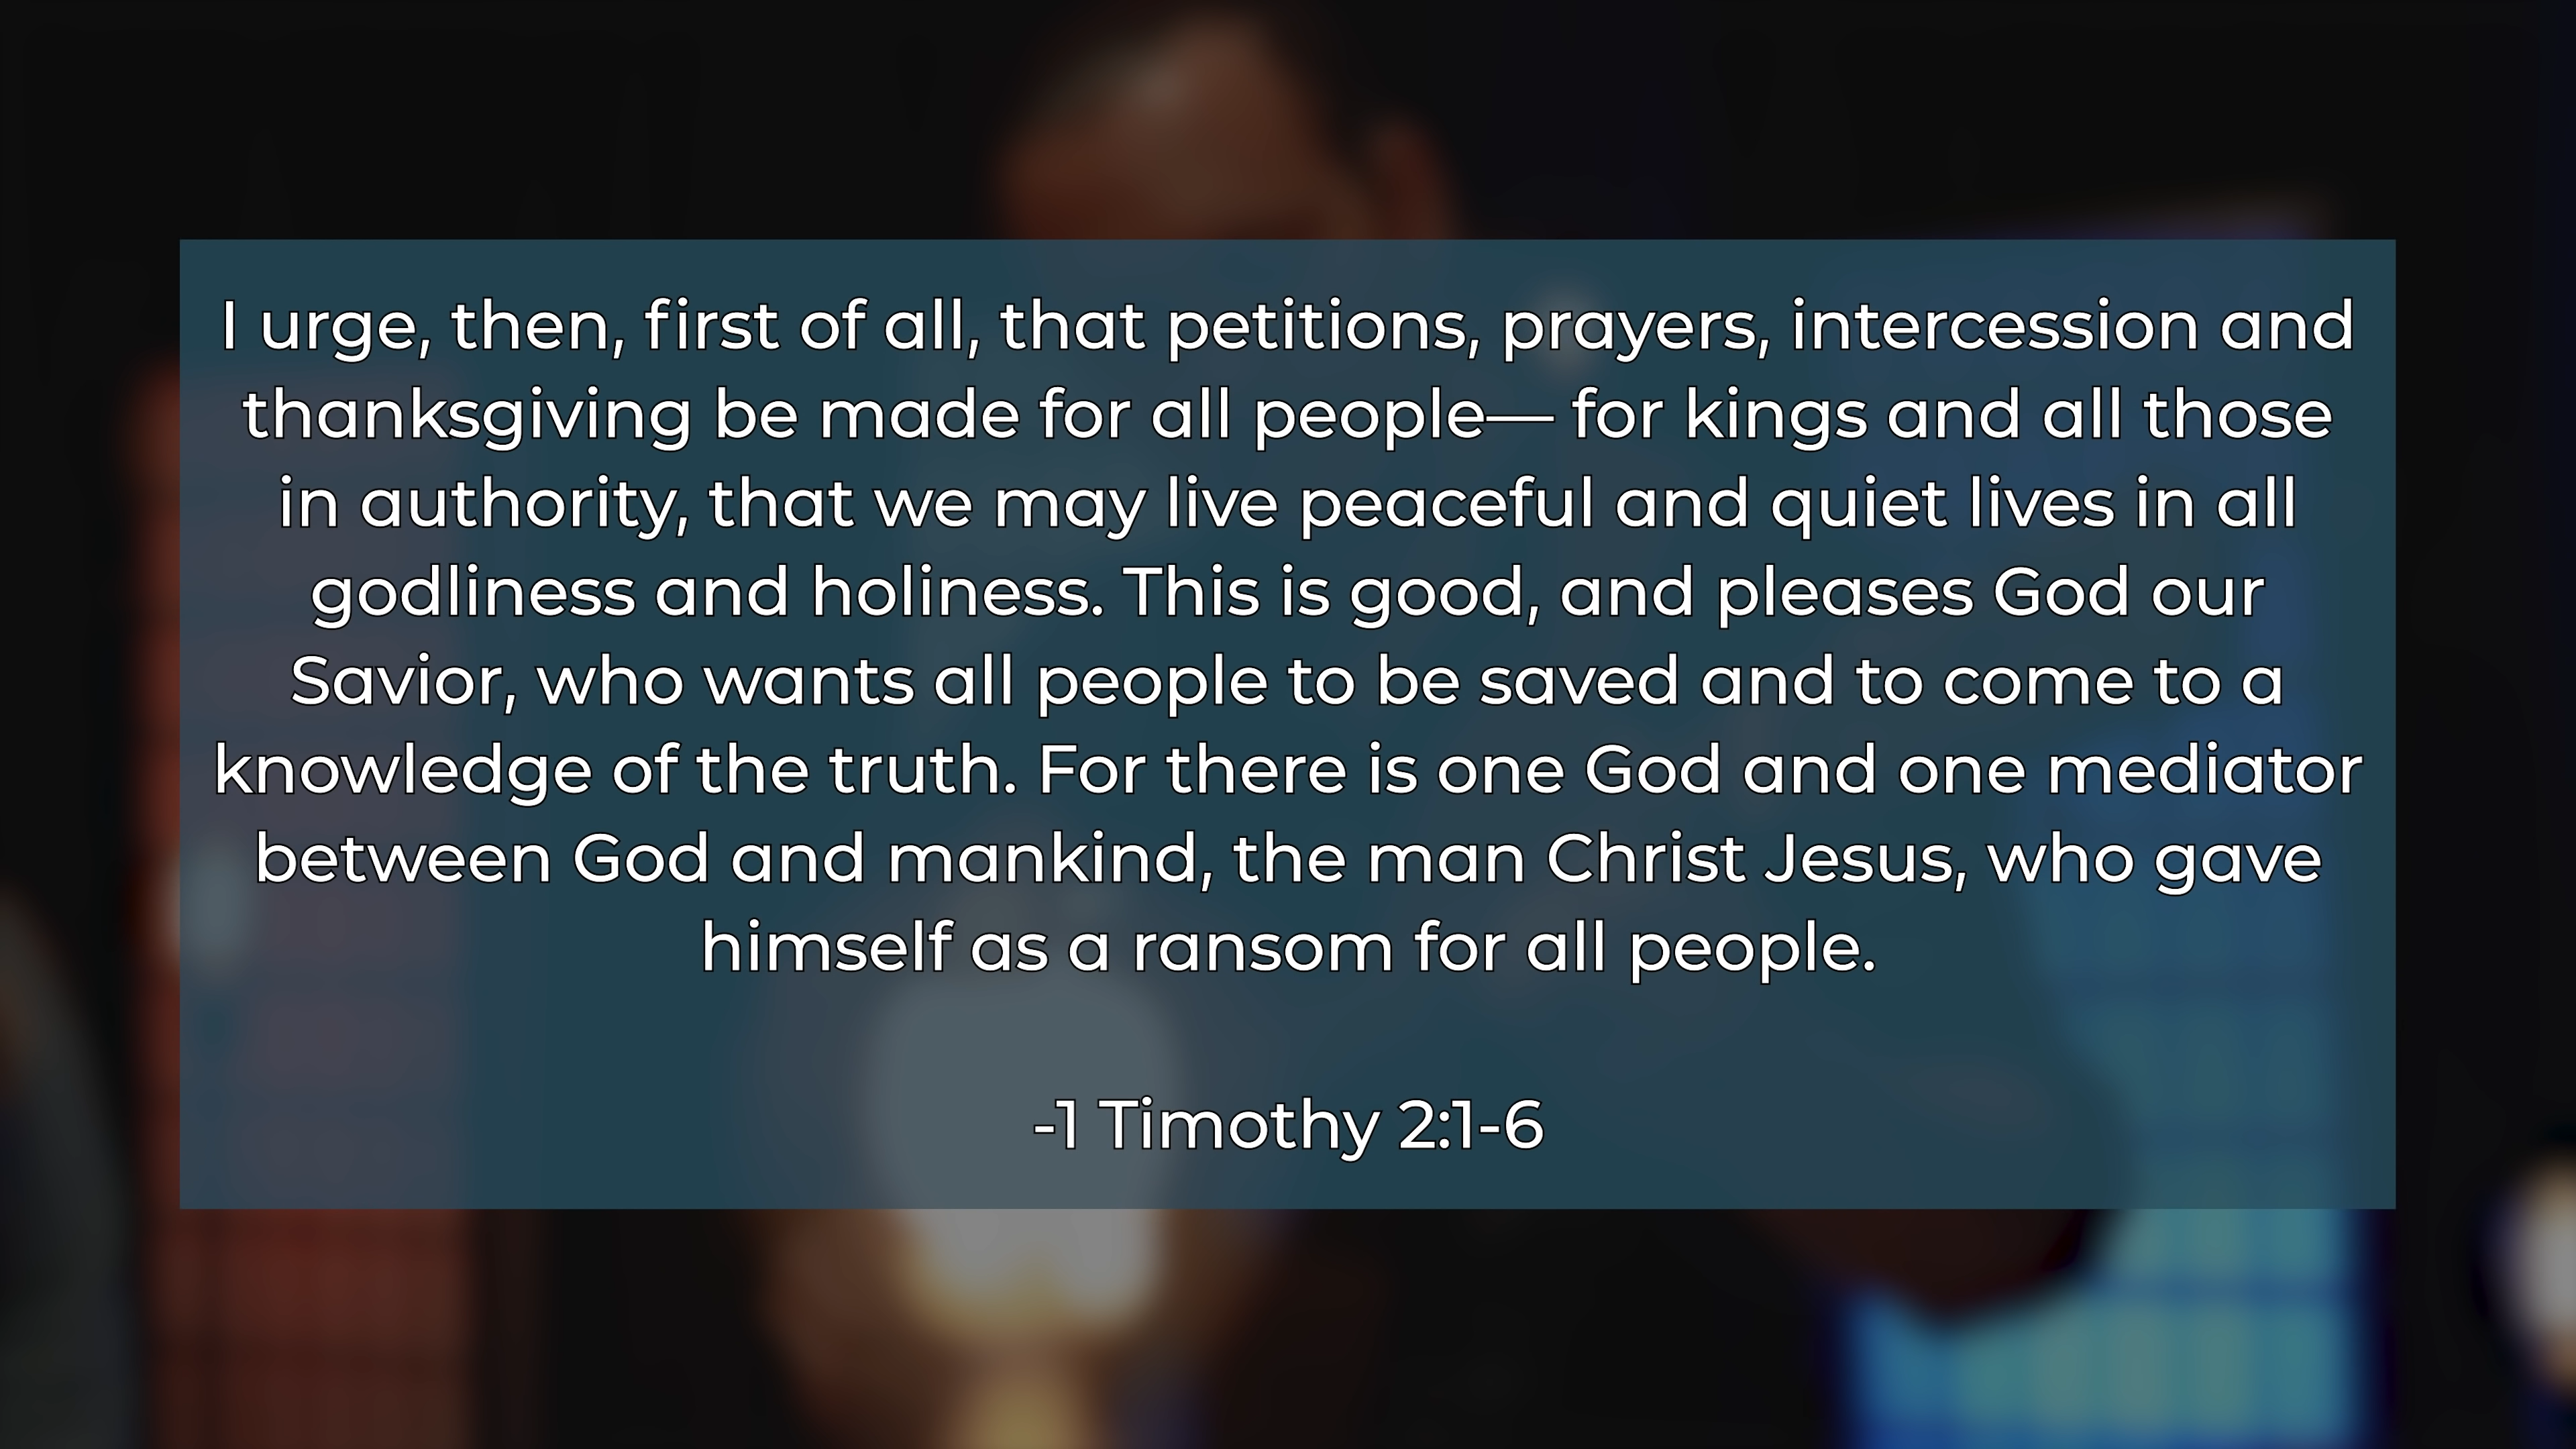 I urge, then, first of all, that petitions, prayers, intercession and
thanksgiving be made for all people— for kings and all those
in authority, that we may live peaceful and quiet lives in all
godliness and holiness. This is good, and pleases God our
Savior, who wants all people to be saved and to come to a
knowledge of the truth. For there is one God and one mediator
between God and mankind, the man Christ Jesus, who gave
himself as a ransom for all people.
-1 Timothy 2:1-6